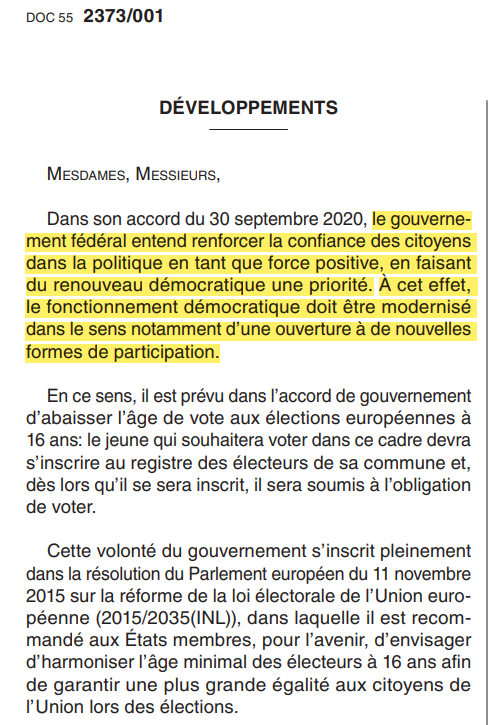 DOC 55 2373/001
DÉVELOPPEMENTS
MESDAMES, MESSIEURS,
Dans son accord du 30 septembre 2020, le gouverne-
ment fédéral entend renforcer la confiance des citoyens
dans la politique en tant que force positive, en faisant
du renouveau démocratique une priorité. À cet effet,
le fonctionnement démocratique doit être modernisé
dans le sens notamment d’une ouverture à de nouvelles
formes de participation.
En ce sens, il est prévu dans l’accord de gouvernement
d’abaisser l’âge de vote aux élections européennes à
16 ans: le jeune qui souhaitera voter dans ce cadre devra
s’inscrire au registre des électeurs de sa commune et,
dès lors qu’il se sera inscrit, il sera soumis à l’obligation
de voter.
Cette volonté du gouvernement s’inscrit pleinement
dans la résolution du Parlement européen du 11 novembre
2015 sur la réforme de la loi électorale de l’Union euro-
péenne (2015/2035(INL)), dans laquelle il est recom-
mandé aux États membres, pour l’avenir, d’envisager
d’harmoniser l’âge minimal des électeurs à 16 ans afin
de garantir une plus grande égalité aux citoyens de
l’Union lors des élections.